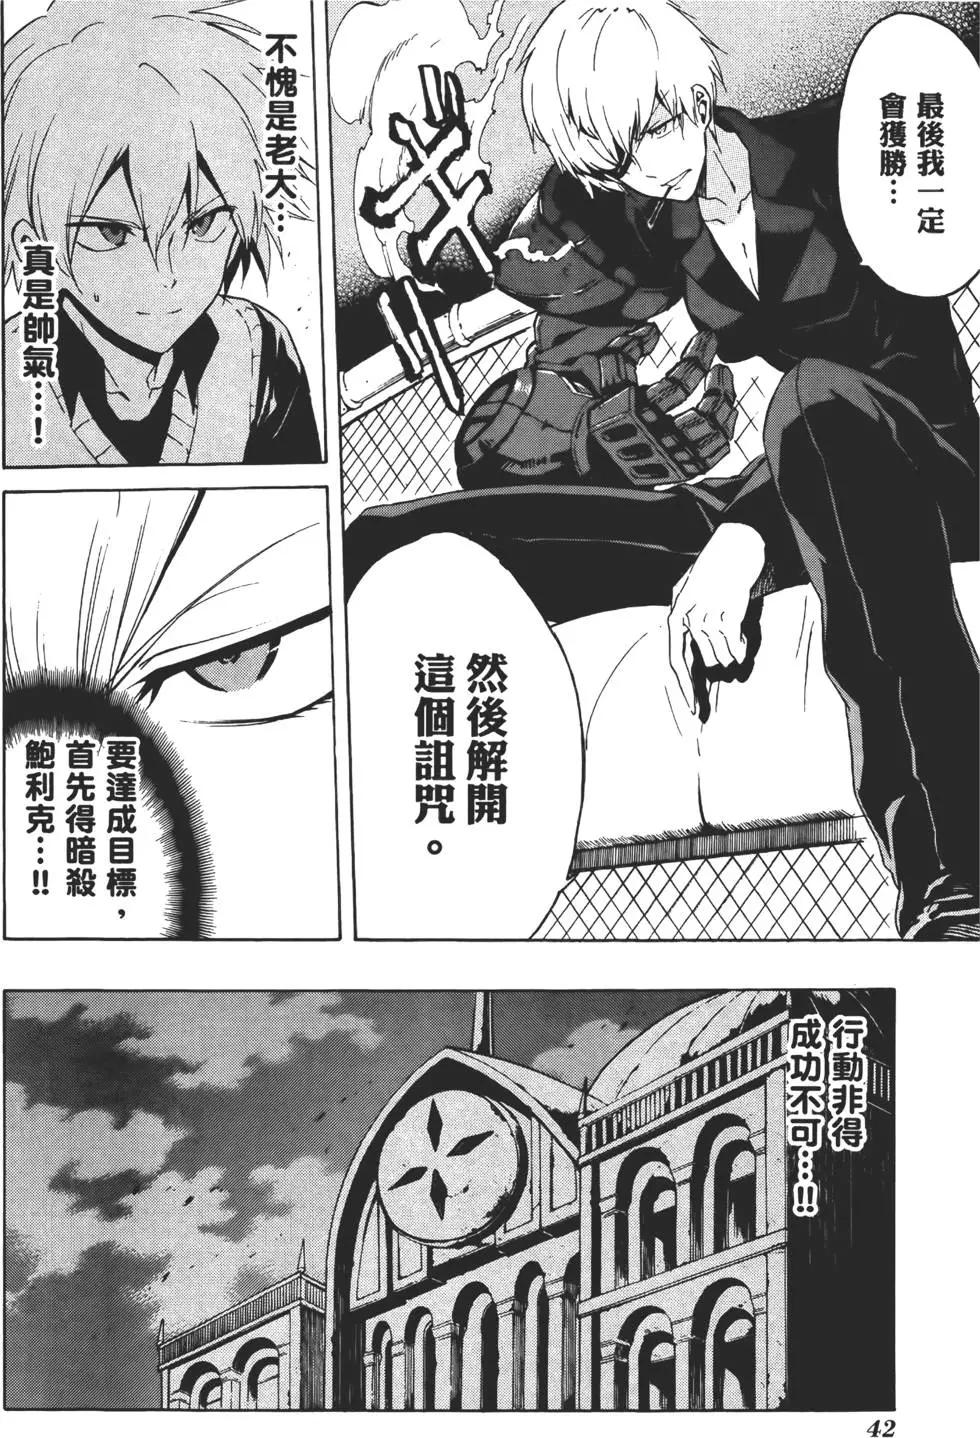 最後我一定
會獲勝…
ギギ
然後解開
這個詛咒。
不愧是老大…
真是帥氣…!
要達成目標，
首先得暗殺
鮑利克…!!
行動非得
成功不可…!!
42